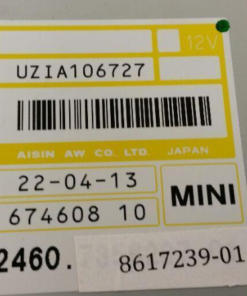 12V
UZIA106727
AISIN AW CO. LTD. JAPAN
22-04-13
MINI
674608 10
2460.
8617239-01